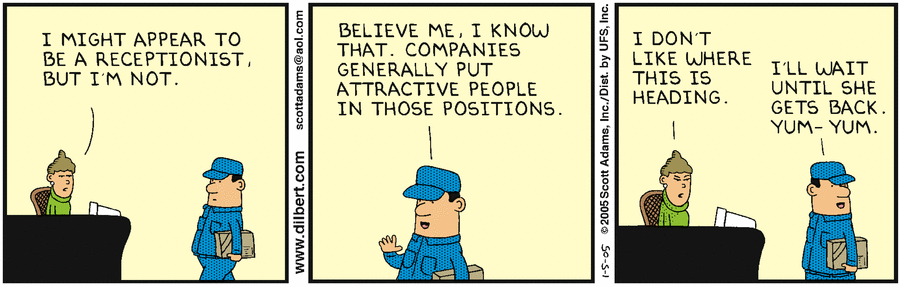 I MIGHT APPEAR TO
BE A RECEPTIONIST,
BUT I'M NOT.
www.dilbert.com
scottadams@aol.com
BELIEVE ME, I KNOW
THAT. COMPANIES
GENERALLY PUT
ATTRACTIVE PEOPLE
IN THOSE POSITIONS.
1-5-05 © 2005 Scott Adams, Inc./Dist. by UFS, Inc.
I DON'T
LIKE WHERE
THIS IS
HEADING.
I'LL WAIT
UNTIL SHE
GETS BACK.
YUM-YUM.